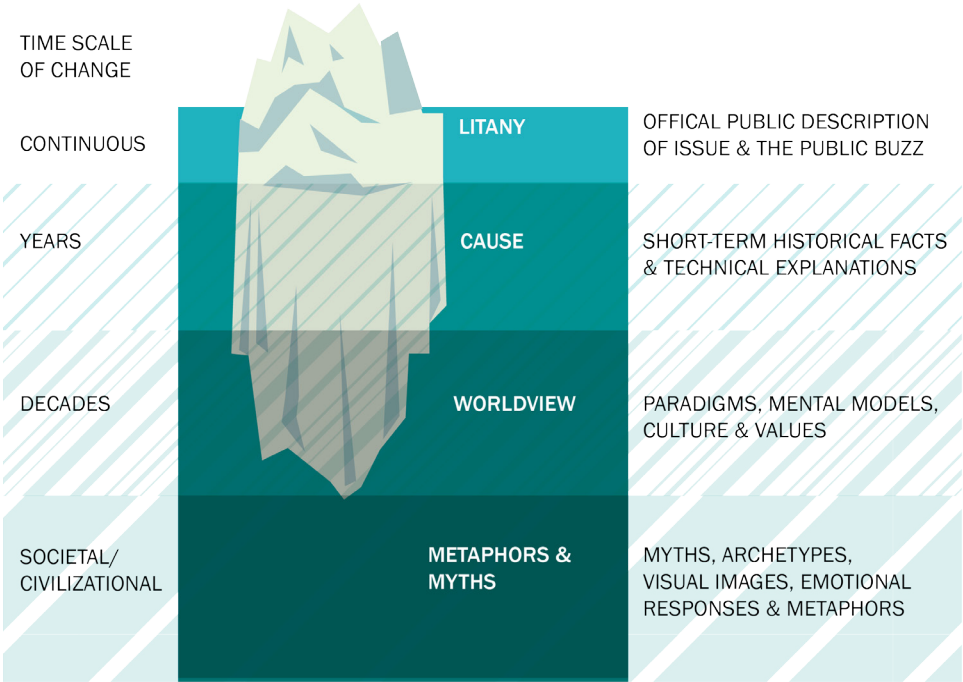 TIME SCALE
OF CHANGE
CONTINUOUS
LITANY
OFFICAL PUBLIC DESCRIPTION
OF ISSUE & THE PUBLIC BUZZ
YEARS
CAUSE
SHORT-TERM HISTORICAL FACTS
& TECHNICAL EXPLANATIONS
DECADES
WORLDVIEW
PARADIGMS, MENTAL MODELS,
CULTURE & VALUES
SOCIETAL/
CIVILIZATIONAL
METAPHORS &
MYTHS
MYTHS, ARCHETYPES,
VISUAL IMAGES, EMOTIONAL
RESPONSES & METAPHORS